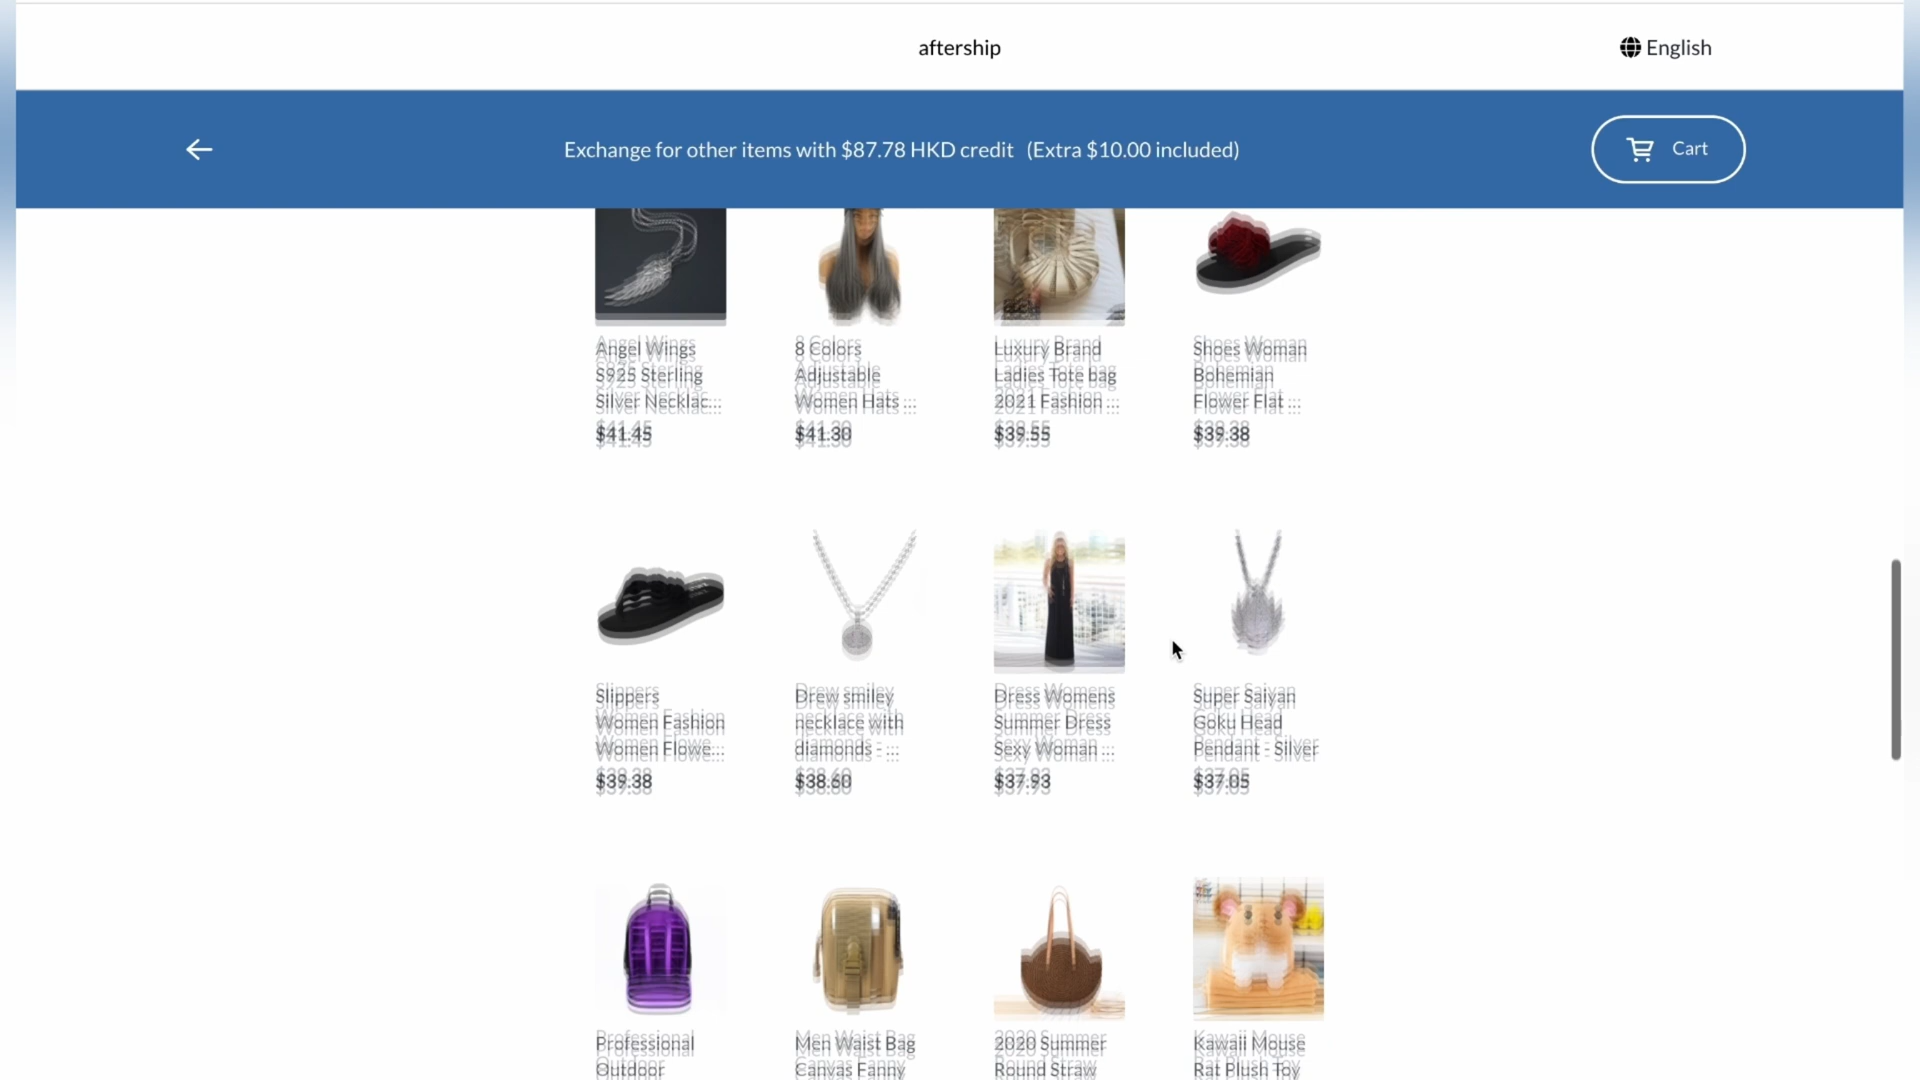 aftership
English
Exchange for other items with $87.78 HKD credit (Extra $10.00 included)
Cart
Angel Wings
S925 Sterling
Silver Necklac...
$41.45
8 Colors
Adjustable
Women Hats ...
$41.30
Luxury Brand
Ladies Tote bag
2021 Fashion ...
$39.55
Shoes Woman
Bohemian
Flower Flat ...
$39.38
Slippers
Women Fashion
Women Flowe...
$39.38
Drew smiley
necklace with
diamonds - ...
$38.60
Dress Womens
Summer Dress
Sexy Woman ...
$37.93
Super Saiyan
Goku Head
Pendant - Silver
$37.05
Professional
Outdoor
Men Waist Bag
Canvas Fanny
2020 Summer
Round Straw
Kawaii Mouse
Rat Plush Toy